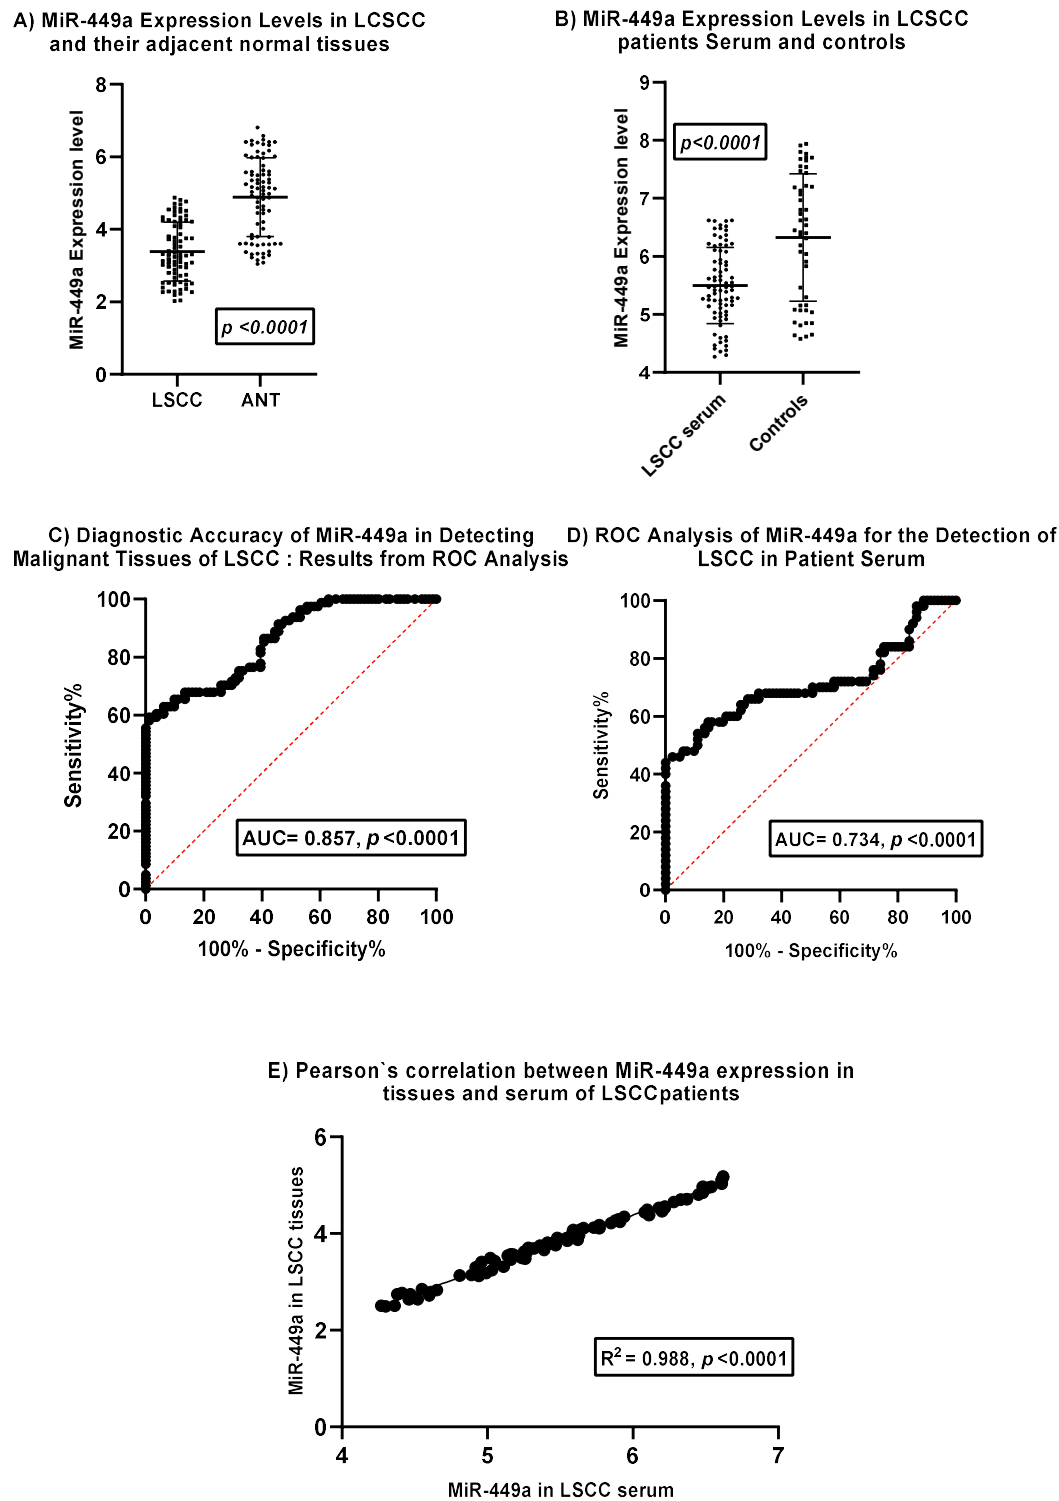 A) MiR-449a Expression Levels in LCSCC
and their adjacent normal tissues
MiR-449a Expression level
8
6
4
2
0
p <0.0001
LSCC
ANT
B) MiR-449a Expression Levels in LCSCC
patients Serum and controls
MiR-449a Expression level
9
8
7
6
5
4
p<0.0001
LSCC serum
Controls
C) Diagnostic Accuracy of MiR-449a in Detecting
Malignant Tissues of LSCC : Results from ROC Analysis
Sensitivity%
100
80
60
40
20
0
AUC= 0.857, p <0.0001
0 20 40 60 80 100
100% - Specificity%
D) ROC Analysis of MiR-449a for the Detection of
LSCC in Patient Serum
Sensitivity%
100
80
60
40
20
0
AUC= 0.734, p <0.0001
0 20 40 60 80 100
100% - Specificity%
E) Pearson`s correlation between MiR-449a expression in
tissues and serum of LSCCpatients
MiR-449a in LSCC tissues
6
4
2
0
R² = 0.988, p <0.0001
4 5 6 7
MiR-449a in LSCC serum